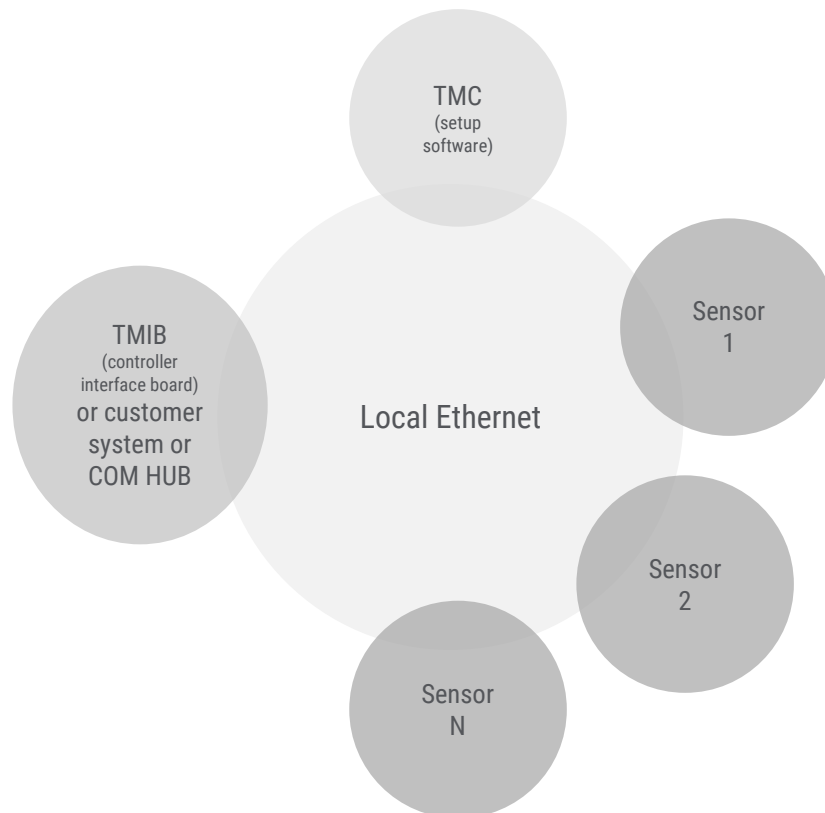 TMC
(setup
software)
Sensor
1
TMIB
(controller
interface board)
or customer
system or
COM HUB
Local Ethernet
Sensor
2
Sensor
N